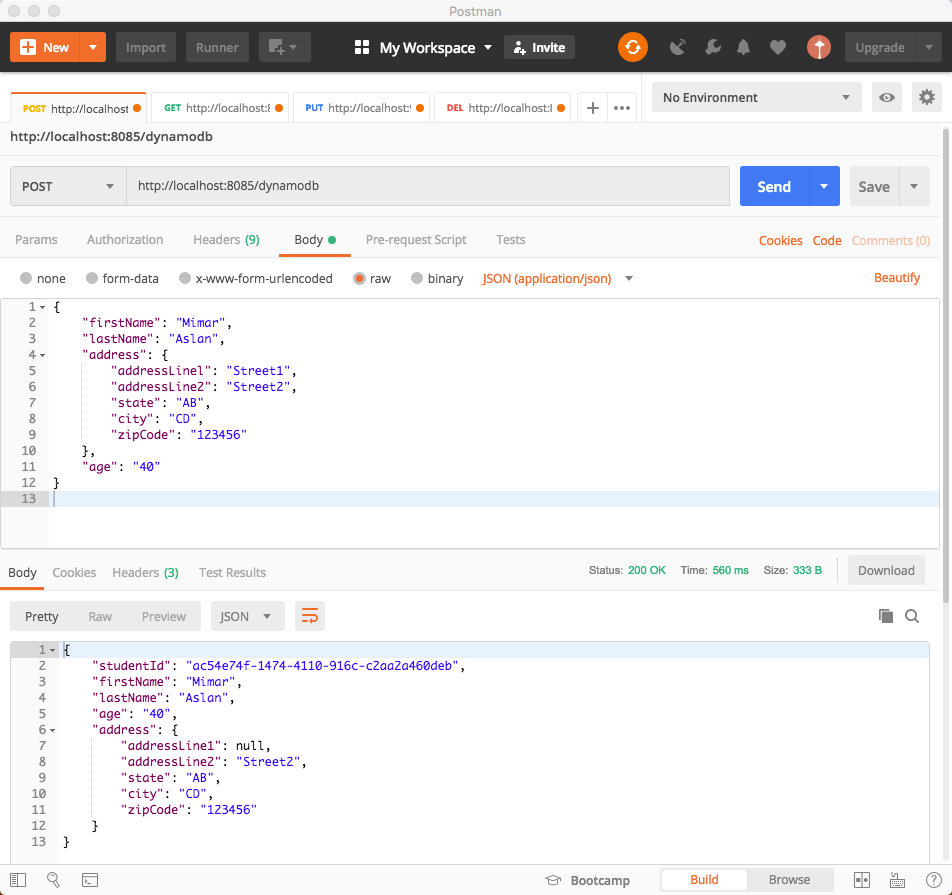 Postman
New Import Runner My Workspace Invite Upgrade
POST http://localhost GET http://localhost:8 PUT http://localhost:! DEL http://localhost:8 No Environment
http://localhost:8085/dynamodb
POST http://localhost:8085/dynamodb Send Save
Params Authorization Headers (9) Body Pre-request Script Tests Cookies Code Comments (0)
none form-data x-www-form-urlencoded raw binary JSON (application/json) Beautify
1 {
2 "firstName": "Mimar",
3 "lastName": "Aslan",
4 "address": {
5 "addressLinel": "Street1",
6 "addressLine2": "Street2",
7 "state": "AB",
8 "city": "CD",
9 "zipCode": "123456"
10 },
11 "age": "40"
12 }
13
Body Cookies Headers (3) Test Results Status: 200 OK Time: 560 ms Size: 333 B Download
Pretty Raw Preview JSON
1 {
2 "studentId": "ac54e74f-1474-4110-916c-c2aa2a460deb",
3 "firstName": "Mimar",
4 "lastName": "Aslan",
5 "age": "40",
6 "address": {
7 "addressLine1": null,
8 "addressLine2": "Street2",
9 "state": "AB",
10 "city": "CD",
11 "zipCode": "123456"
12 }
13 }
Bootcamp Build Browse